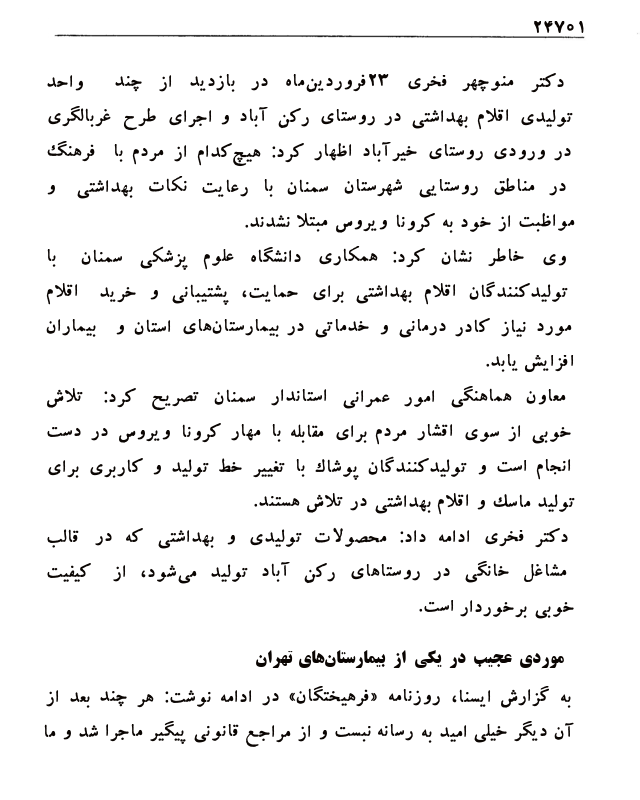 ۲۴۷۰۱
دکتر منوچهر فخری ۲۳فروردین‌ماه در بازدید از چند واحد
تولیدی اقلام بهداشتی در روستای رکن آباد و اجرای طرح غربالگری
در ورودی روستای خیرآباد اظهار کرد: هیچ‌کدام از مردم با فرهنگ
در مناطق روستایی شهرستان سمنان با رعایت نکات بهداشتی و
مواظبت از خود به کرونا ویروس مبتلا نشدند.
وی خاطر نشان کرد: همکاری دانشگاه علوم پزشکی سمنان با
تولیدکنندگان اقلام بهداشتی برای حمایت، پشتیبانی و خرید اقلام
مورد نیاز کادر درمانی و خدماتی در بیمارستان‌های استان و بیماران
افزایش یابد.
معاون هماهنگی امور عمرانی استاندار سمنان تصریح کرد: تلاش
خوبی از سوی اقشار مردم برای مقابله با مهار کرونا ویروس در دست
انجام است و تولیدکنندگان پوشاك با تغییر خط تولید و کاربری برای
تولید ماسك و اقلام بهداشتی در تلاش هستند.
دکتر فخری ادامه داد: محصولات تولیدی و بهداشتی که در قالب
مشاغل خانگی در روستاهای رکن آباد تولید می‌شود، از کیفیت
خوبی برخوردار است.
موردی عجیب در یکی از بیمارستان‌های تهران
به گزارش ایسنا، روزنامه «فرهیختگان» در ادامه نوشت: هر چند بعد از
آن دیگر خیلی امید به رسانه نبست و از مراجع قانونی پیگیر ماجرا شد و ما